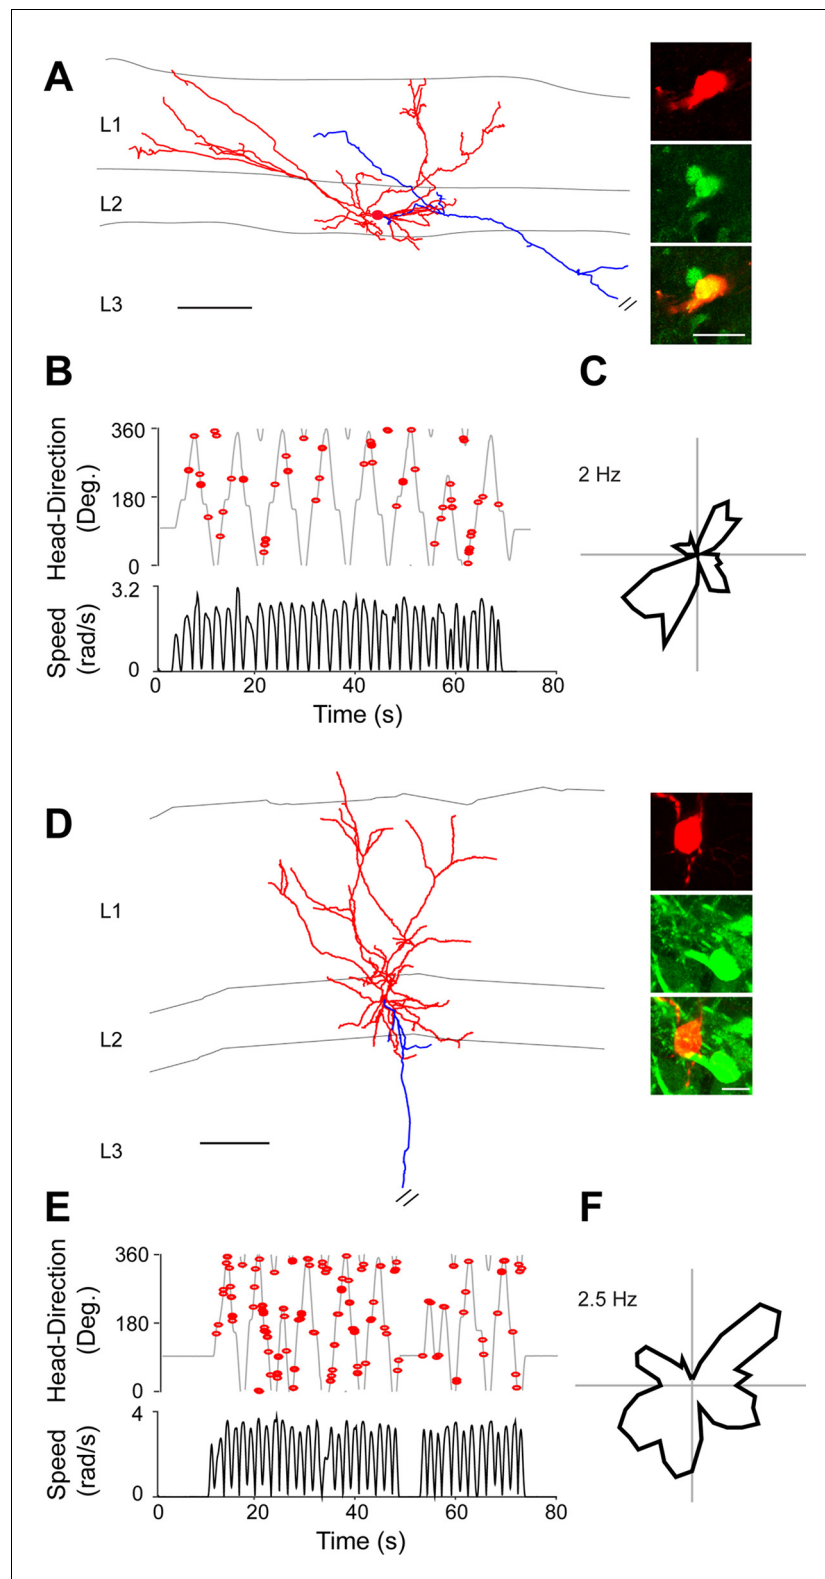 A
L1
L2
L3
B
Head-Direction
(Deg.)
360
180
0
Speed
(rad/s)
3.2
0
0 20 40 60 80
Time (s)
C
2 Hz
D
L1
L2
L3
E
Head-Direction
(Deg.)
360
180
0
Speed
(rad/s)
4
0
0 20 40 60 80
Time (s)
F
2.5 Hz